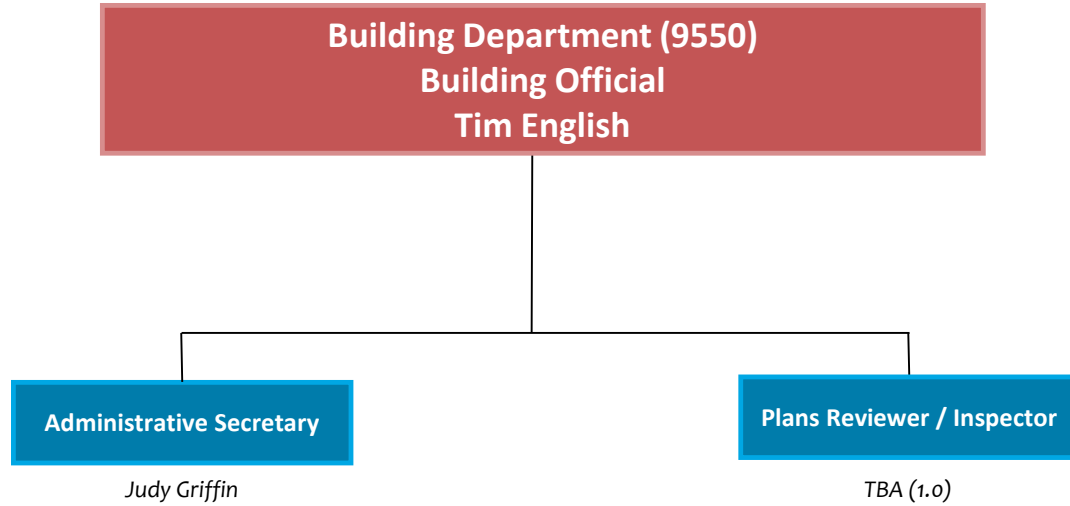 Building Department (9550)
Building Official
Tim English
Administrative Secretary
Plans Reviewer / Inspector
Judy Griffin
TBA (1.0)